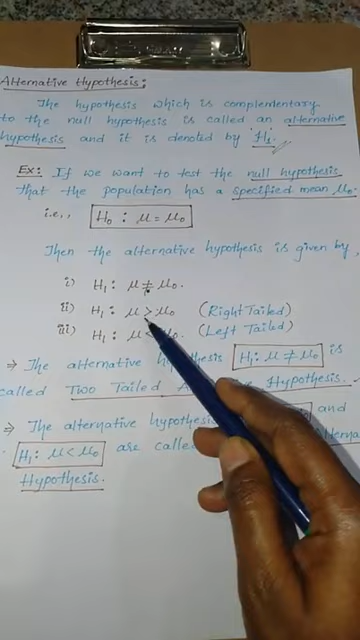 Alternative Hypothesis:
The hypothesis which is complementary
to the null hypothesis is called an alternative
hypothesis and it is denoted by 'H₁'.
Ex: If we want to test the null hypothesis
that the population has a specified mean μ₀.
i.e., H₀ : μ = μ₀
Then the alternative hypothesis is given by,
i) H₁ : μ ≠ μ₀.
ii) H₁ : μ > μ₀ (Right Tailed)
iii) H₁ : μ < μ₀. (Left Tailed)
⇒ The alternative hypothesis H₁ : μ ≠ μ₀ is
called Two Tailed Hypothesis.
⇒ The alternative hypothesis and
H₁ : μ < μ₀ are called
Hypothesis.